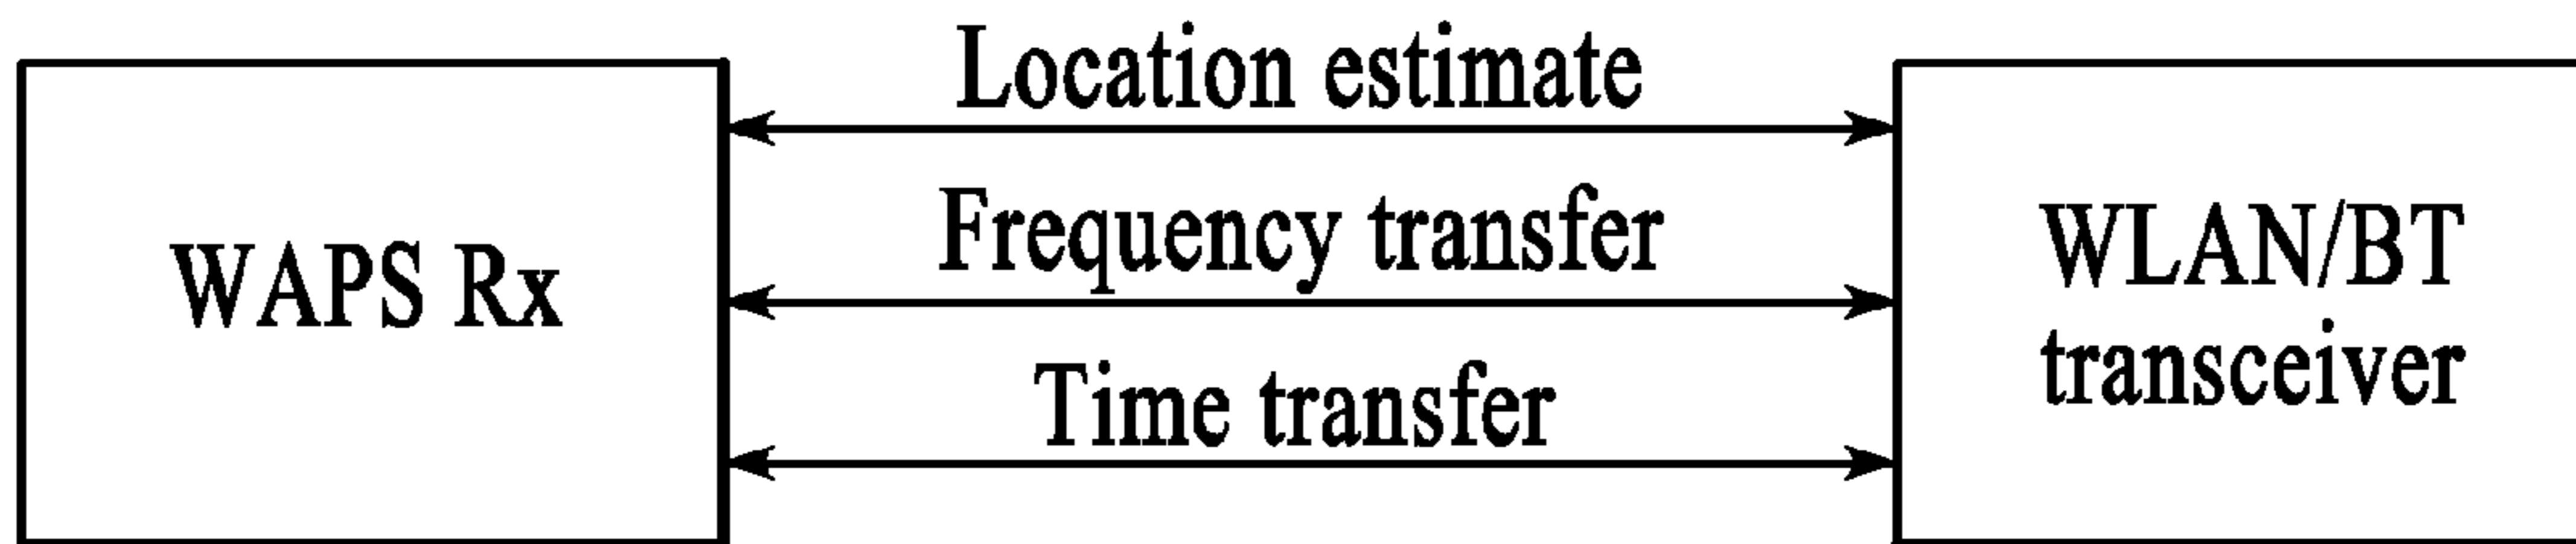 Location estimate
Frequency transfer
WAPS Rx
WLAN/BT
transceiver
Time transfer